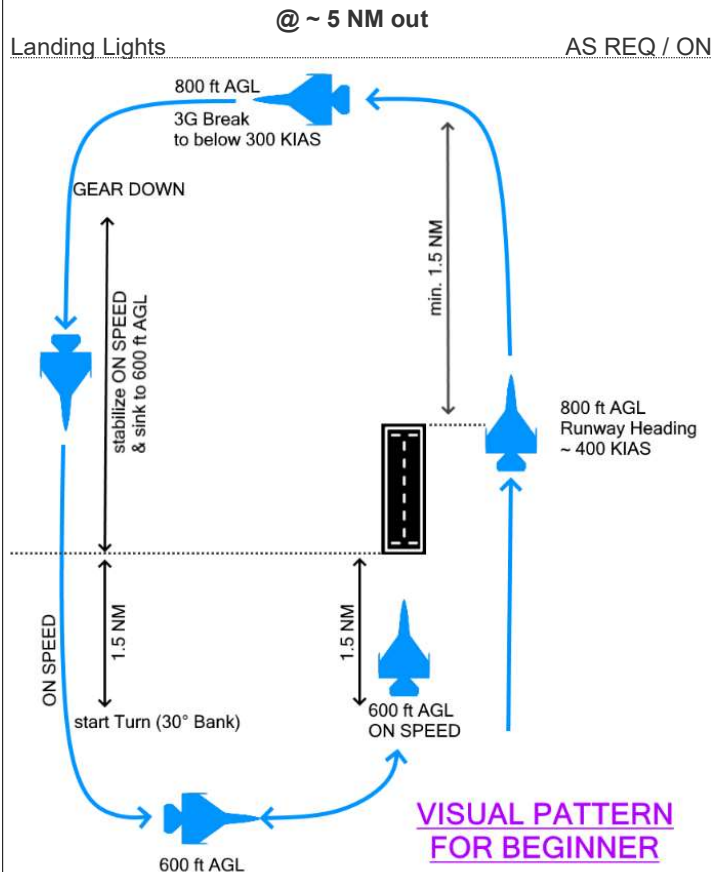 @ ~ 5 NM out
Landing Lights AS REQ / ON
800 ft AGL
3G Break
to below 300 KIAS
GEAR DOWN
stabilize ON SPEED
& sink to 600 ft AGL
min. 1.5 NM
800 ft AGL
Runway Heading
~ 400 KIAS
ON SPEED
1.5 NM
1.5 NM
start Turn (30° Bank)
600 ft AGL
ON SPEED
600 ft AGL
VISUAL PATTERN
FOR BEGINNER